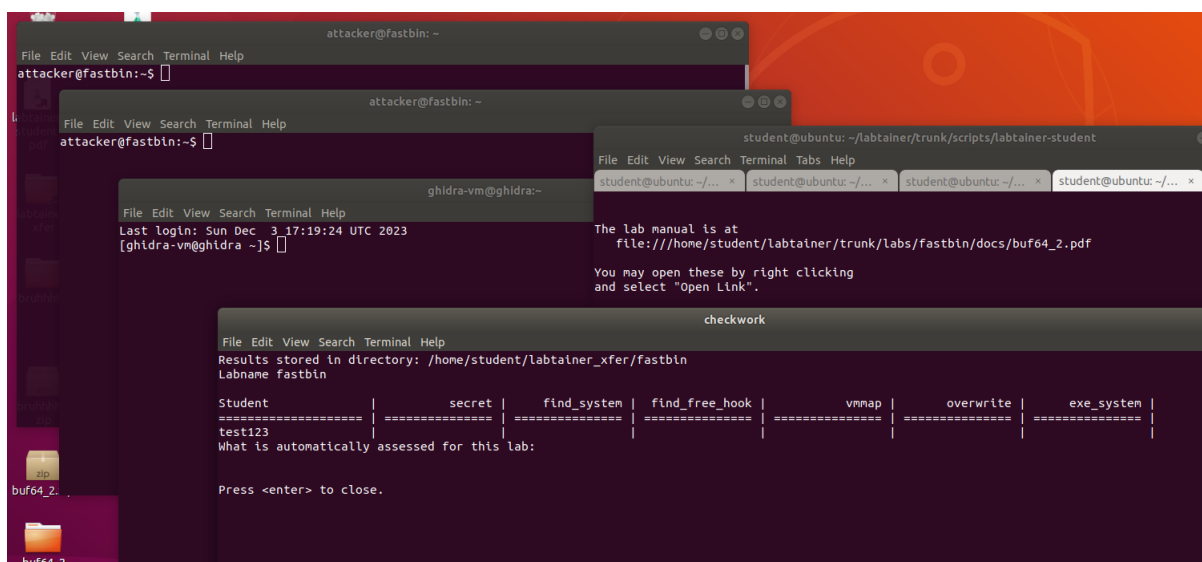 attacker@fastbin: ~
File Edit View Search Terminal Help
attacker@fastbin:~$
attacker@fastbin: ~
File Edit View Search Terminal Help
attacker@fastbin:~$
student@ubuntu: ~/labtainer/trunk/scripts/labtainer-student
File Edit View Search Terminal Tabs Help
student@ubuntu: ~/... × student@ubuntu: ~/... × student@ubuntu: ~/... × student@ubuntu: ~/... ×
The lab manual is at
file:///home/student/labtainer/trunk/labs/fastbin/docs/buf64_2.pdf
You may open these by right clicking
and select "Open Link".
ghidra-vm@ghidra:~
File Edit View Search Terminal Help
Last login: Sun Dec 3 17:19:24 UTC 2023
[ghidra-vm@ghidra ~]$
checkwork
File Edit View Search Terminal Help
Results stored in directory: /home/student/labtainer_xfer/fastbin
Labname fastbin
Student | secret | find_system | find_free_hook | vmmap | overwrite | exe_system |
==================== | =============== | =============== | =============== | =============== | =============== | =============== |
test123 | | | | | | |
What is automatically assessed for this lab:
Press <enter> to close.
zip
buf64_2.